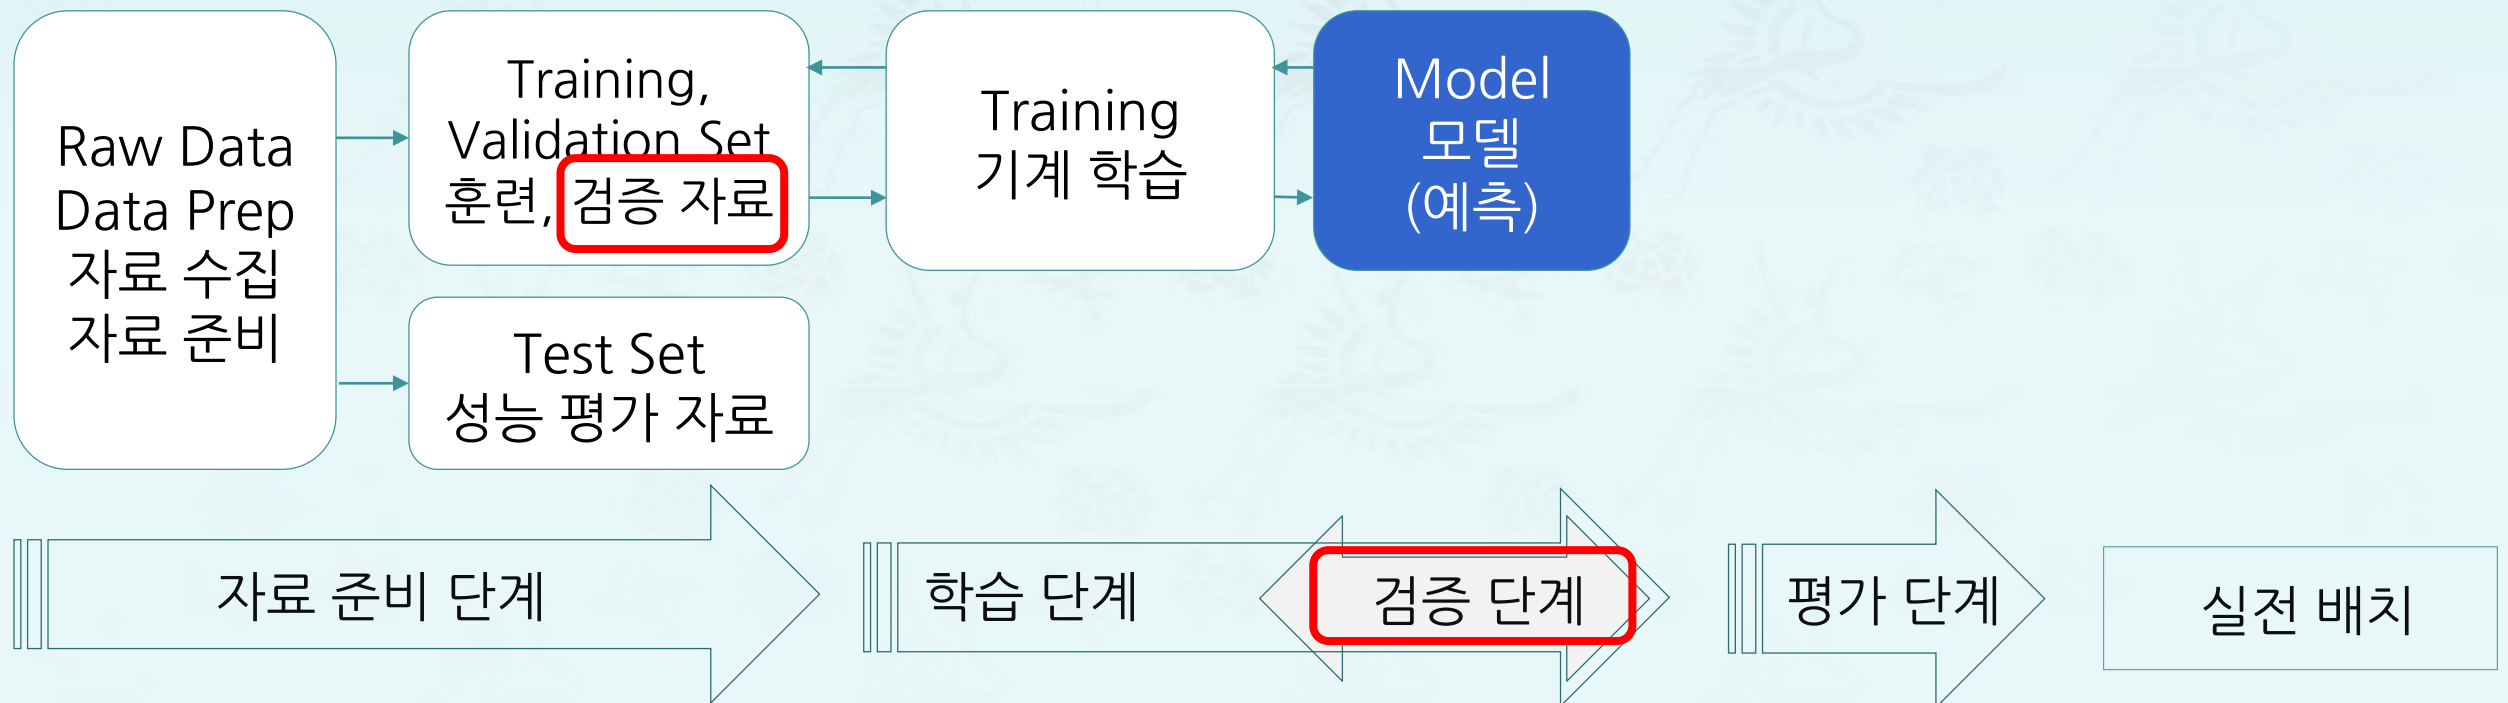 Raw Data
Data Prep
자료 수집
자료 준비
Training,
Validation Set
훈련, 검증 자료
Test Set
성능 평가 자료
Training
기계 학습
Model
모델
(예측)
자료 준비 단계
학습 단계
검증 단계
평가 단계
실전 배치